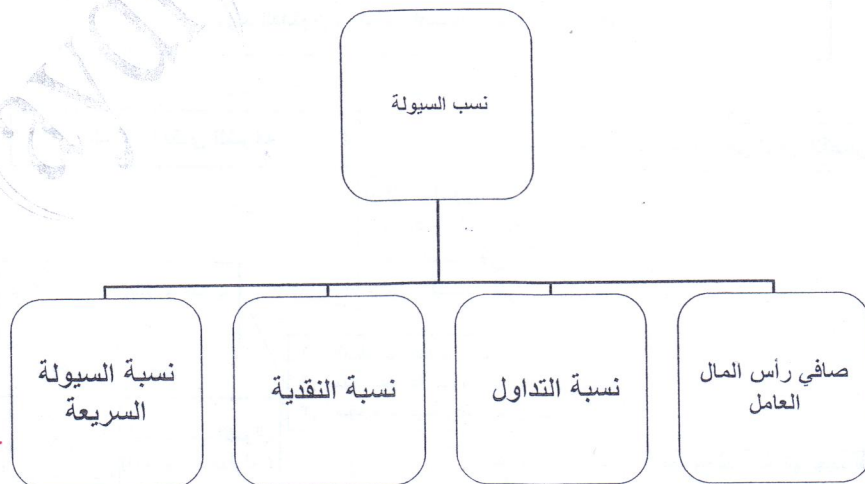 نسب السيولة
صافي رأس المال
العامل
نسبة التداول
نسبة النقدية
نسبة السيولة
السريعة